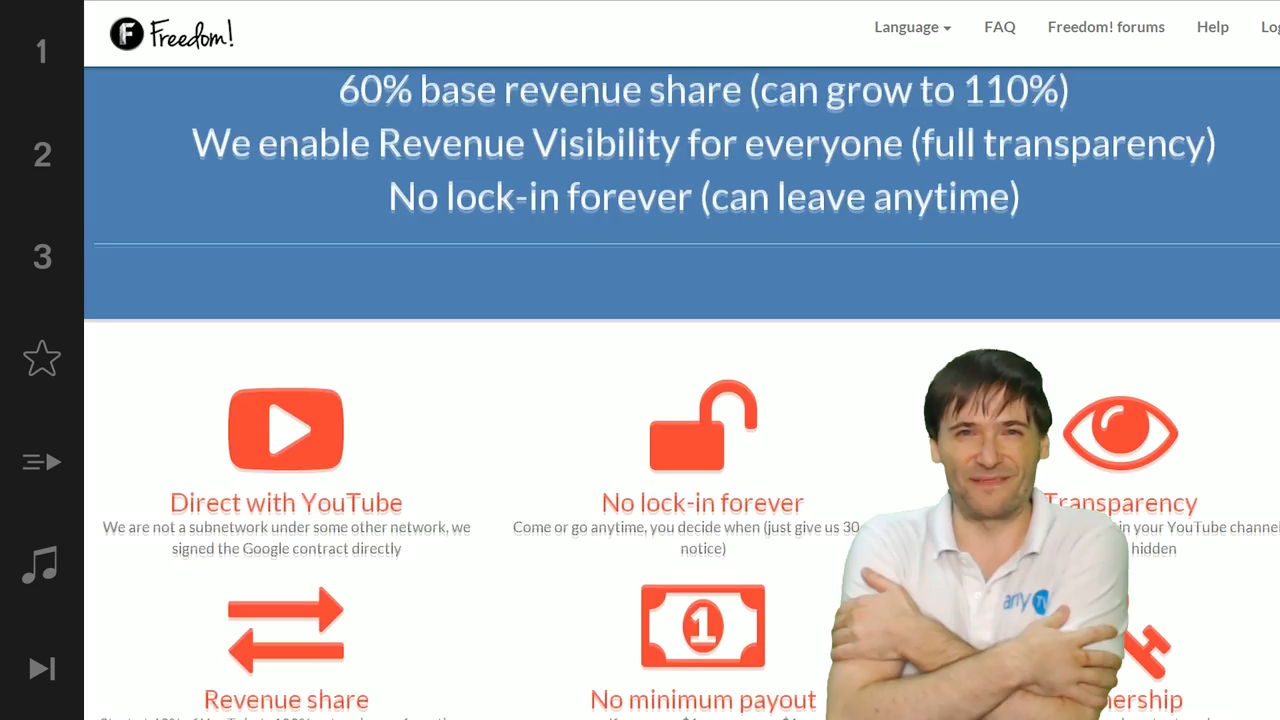 1
2
3
Freedom!
Language
FAQ
Freedom! forums
Help
60% base revenue share (can grow to 110%)
We enable Revenue Visibility for everyone (full transparency)
No lock-in forever (can leave anytime)
Direct with YouTube
We are not a subnetwork under some other network, we
signed the Google contract directly
No lock-in forever
Come or go anytime, you decide when (just give us 30
notice)
Transparency
in your YouTube channel
hidden
Revenue share
1
No minimum payout
any TV